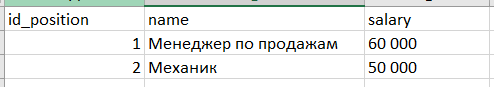 id_position name salary
1 Менеджер по продажам 60 000
2 Механик 50 000